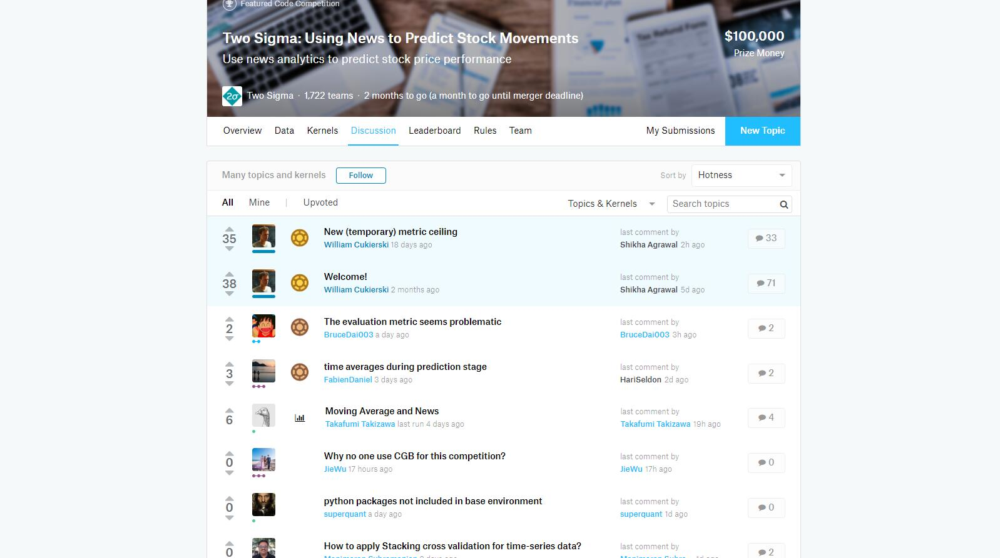 Featured Code Competition
Two Sigma: Using News to Predict Stock Movements
$100,000
Use news analytics to predict stock price performance
Prize Money
2σ Two Sigma · 1,722 teams · 2 months to go (a month to go until merger deadline)
Overview Data Kernels Discussion Leaderboard Rules Team My Submissions New Topic
Many topics and kernels Follow Sort by Hotness
All Mine | Upvoted Topics & Kernels Search topics
35
New (temporary) metric ceiling
William Cukierski 18 days ago
last comment by
Shikha Agrawal 2h ago
33
38
Welcome!
William Cukierski 2 months ago
last comment by
Shikha Agrawal 5d ago
71
2
The evaluation metric seems problematic
BruceDai003 a day ago
last comment by
BruceDai003 3h ago
2
3
time averages during prediction stage
FabienDaniel 3 days ago
last comment by
HariSeldon 2d ago
2
6
Moving Average and News
Takafumi Takizawa last run 4 days ago
last comment by
Takafumi Takizawa 19h ago
4
0
Why no one use CGB for this competition?
JieWu 17 hours ago
last comment by
JieWu 17h ago
0
0
python packages not included in base environment
superquant a day ago
last comment by
superquant 1d ago
0
0
How to apply Stacking cross validation for time-series data?
last comment by
2